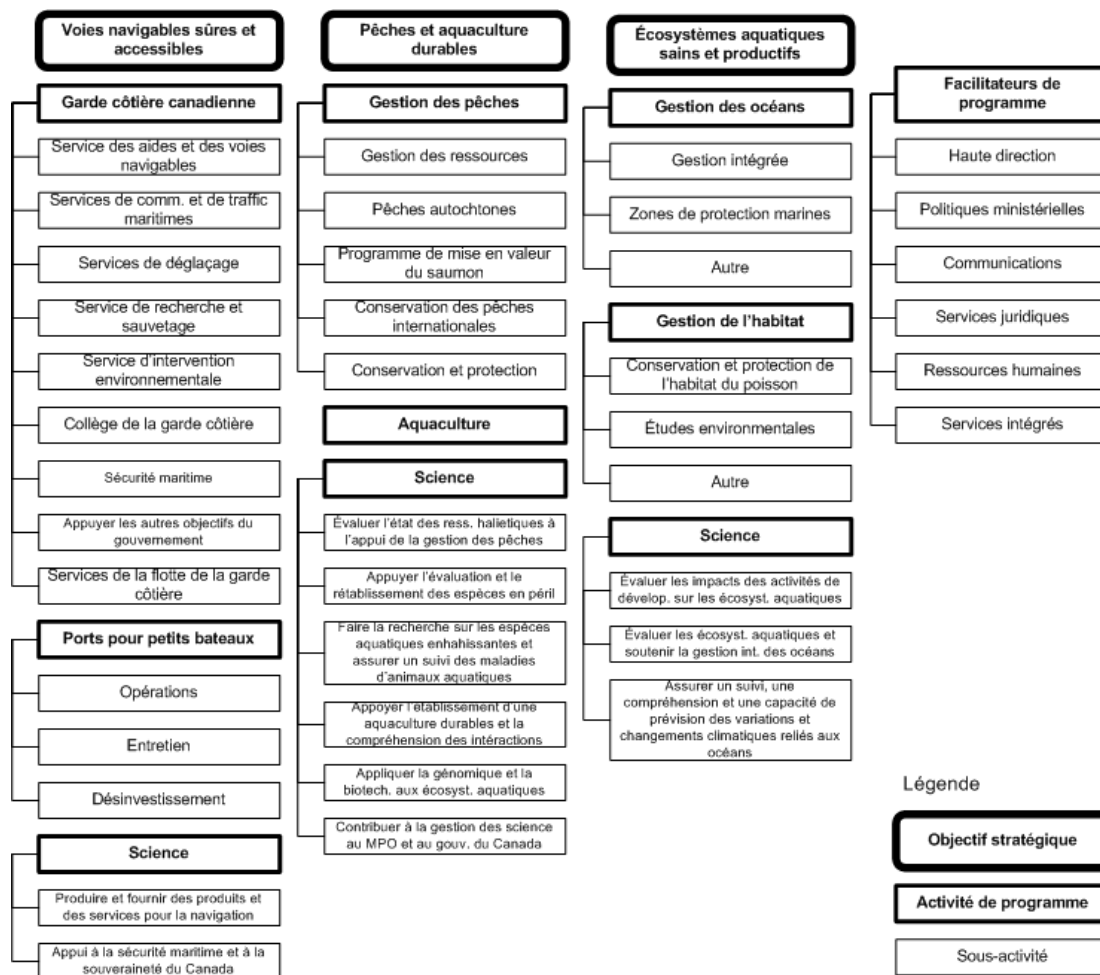 Voies navigables sûres et
accessibles
Garde côtière canadienne
Service des aides et des voies
navigables
Services de comm. et de traffic
maritimes
Services de déglaçage
Service de recherche et
sauvetage
Service d'intervention
environnementale
Collège de la garde côtière
Sécurité maritime
Appuyer les autres objectifs du
gouvernement
Services de la flotte de la garde
côtière
Ports pour petits bateaux
Opérations
Entretien
Désinvestissement
Science
Produire et fournir des produits et
des services pour la navigation
Appui à la sécurité maritime et à la
souveraineté du Canada
Pêches et aquaculture
durables
Gestion des pêches
Gestion des ressources
Pêches autochtones
Programme de mise en valeur
du saumon
Conservation des pêches
internationales
Conservation et protection
Aquaculture
Science
Évaluer l'état des ress. halietiques à
l'appui de la gestion des pêches
Appuyer l'évaluation et le
rétablissement des espèces en péril
Faire la recherche sur les espèces
aquatiques enhahissantes et
assurer un suivi des maladies
d'animaux aquatiques
Appoyer l'établissement d'une
aquaculture durables et la
compréhension des intéractions
Appliquer la génomique et la
biotech. aux écosyst. aquatiques
Contribuer à la gestion des science
au MPO et au gouv. du Canada
Écosystèmes aquatiques
sains et productifs
Gestion des océans
Gestion intégrée
Zones de protection marines
Autre
Gestion de l'habitat
Conservation et protection de
l'habitat du poisson
Études environmentales
Autre
Science
Évaluer les impacts des activités de
dévelop. sur les écosyst. aquatiques
Évaluer les écosyst. aquatiques et
soutenir la gestion int. des océans
Assurer un suivi, une
compréhension et une capacité de
prévision des variations et
changements climatiques reliés aux
océans
Facilitateurs de
programme
Haute direction
Politiques ministérielles
Communications
Services juridiques
Ressources humaines
Services intégrés
Légende
Objectif stratégique
Activité de programme
Sous-activité